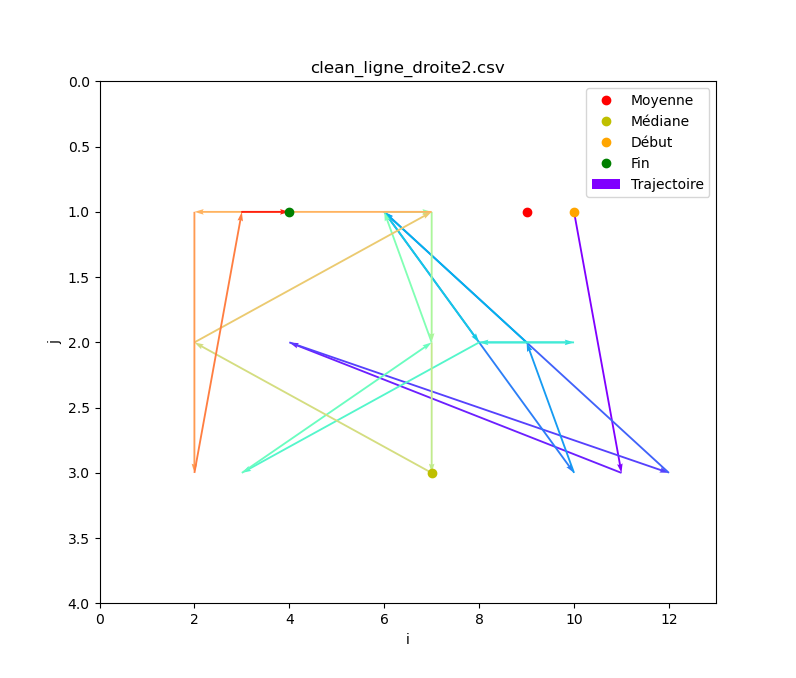 clean_ligne_droite2.csv
Moyenne
Médiane
Début
Fin
Trajectoire
0.0
0.5
1.0
1.5
2.0
2.5
3.0
3.5
4.0
j
0 2 4 6 8 10 12
i